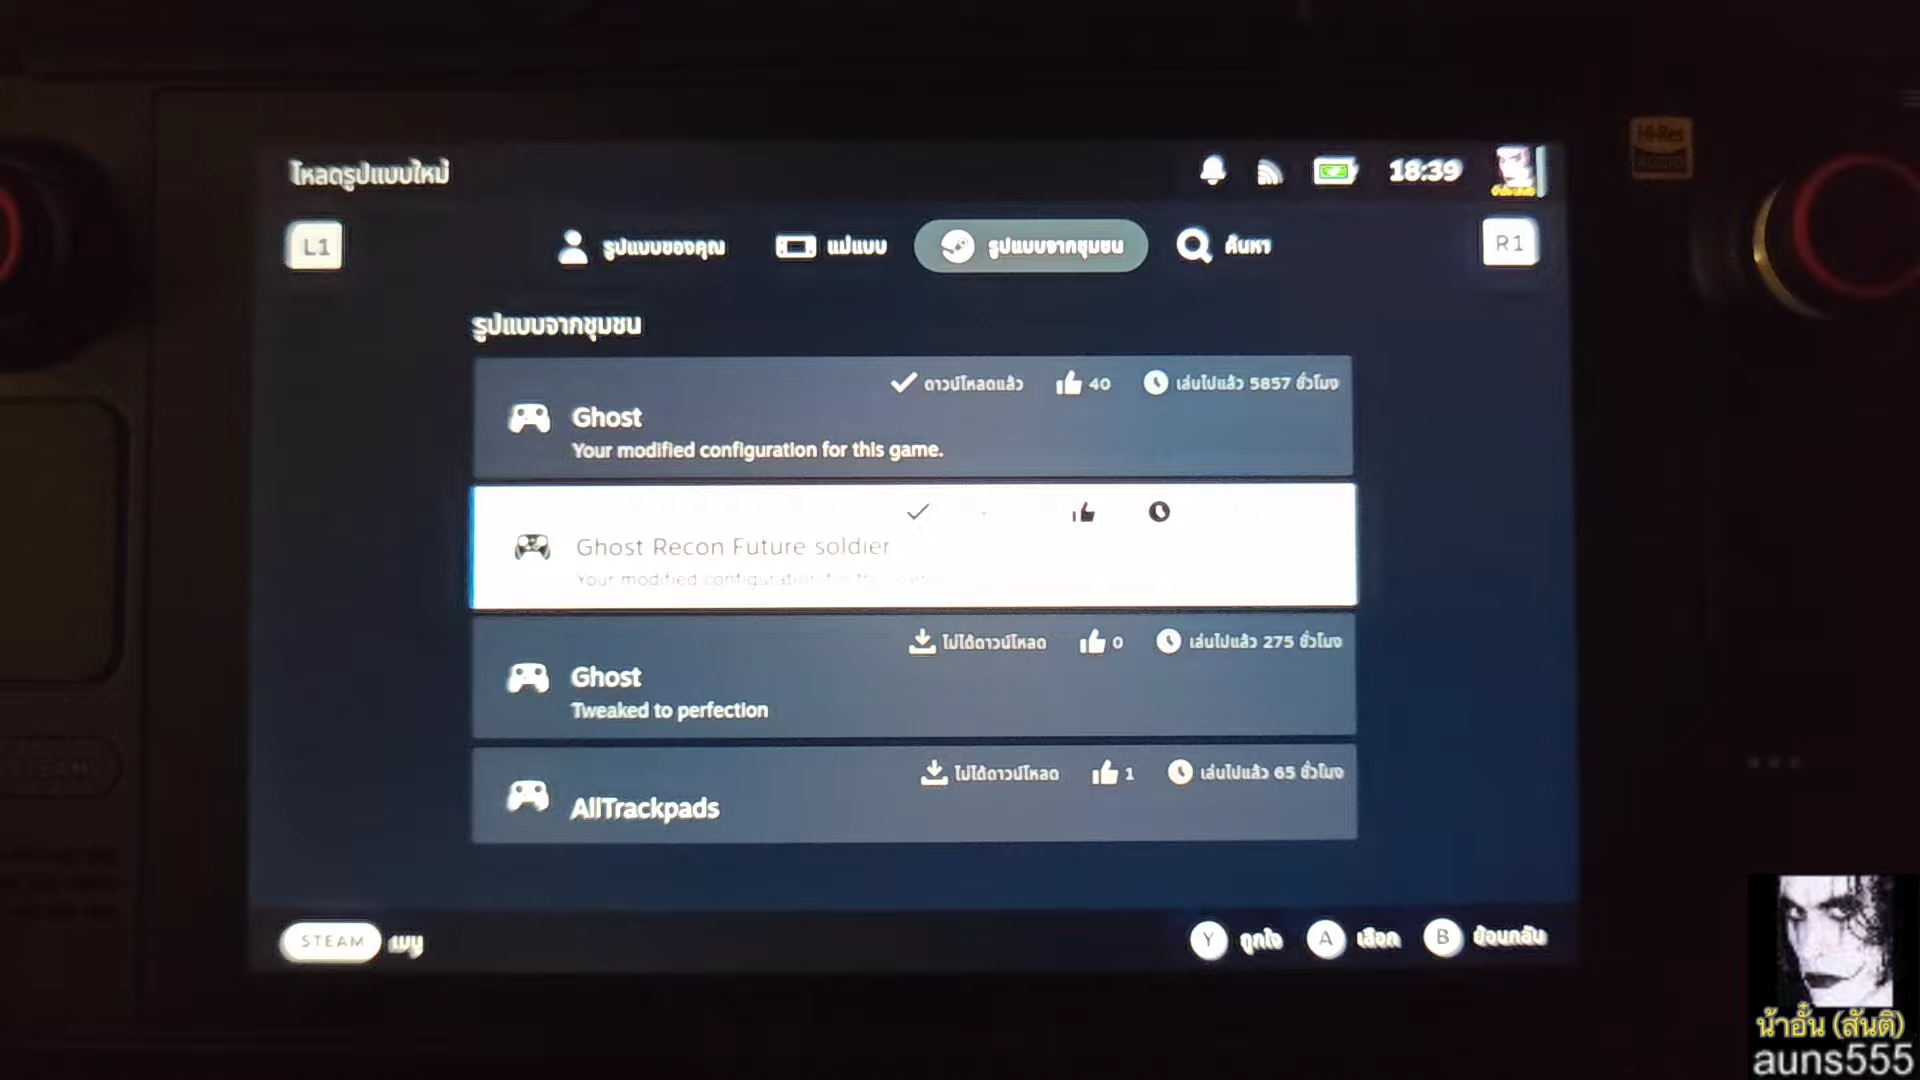 โหลดรูปแบบใหม่
18:39
Hi-Res
AUDIO
L1
รูปแบบของคุณ
แม่แบบ
รูปแบบจากชุมชน
ค้นหา
R1
รูปแบบจากชุมชน
ดาวน์โหลดแล้ว 40 เล่นไปแล้ว 5857 ชั่วโมง
Ghost
Your modified configuration for this game.
Ghost Recon Future soldier
Your modified configuration
ไม่ได้ดาวน์โหลด 0 เล่นไปแล้ว 275 ชั่วโมง
Ghost
Tweaked to perfection
STEAM
ไม่ได้ดาวน์โหลด 1 เล่นไปแล้ว 65 ชั่วโมง
AllTrackpads
STEAM เมนู
Y ถูกใจ A เลือก B ย้อนกลับ
น้าอั๋น (สันติ)
auns555